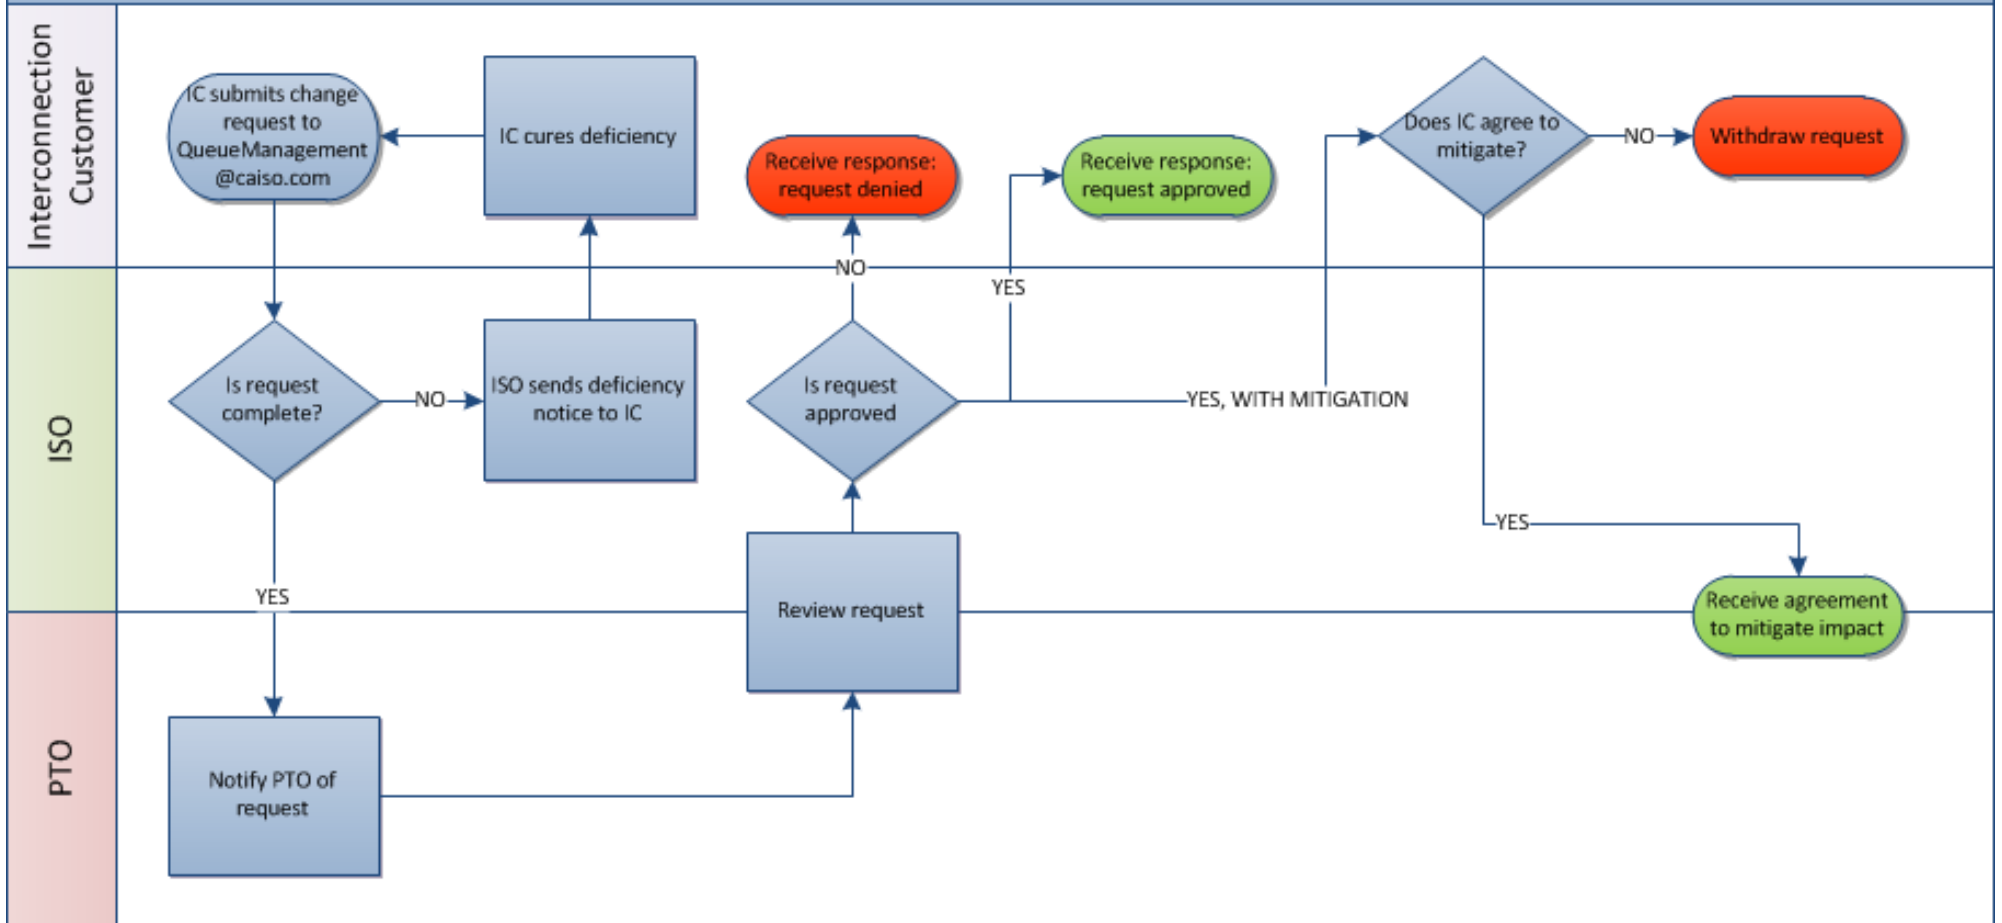 Interconnection
Customer
IC submits change
request to
QueueManagement
@caiso.com
IC cures deficiency
Receive response:
request denied
Receive response:
request approved
Does IC agree to
mitigate?
NO
Withdraw request
NO
YES
ISO
Is request
complete?
NO
ISO sends deficiency
notice to IC
Is request
approved
YES, WITH MITIGATION
YES
YES
Review request
Receive agreement
to mitigate impact
PTO
Notify PTO of
request